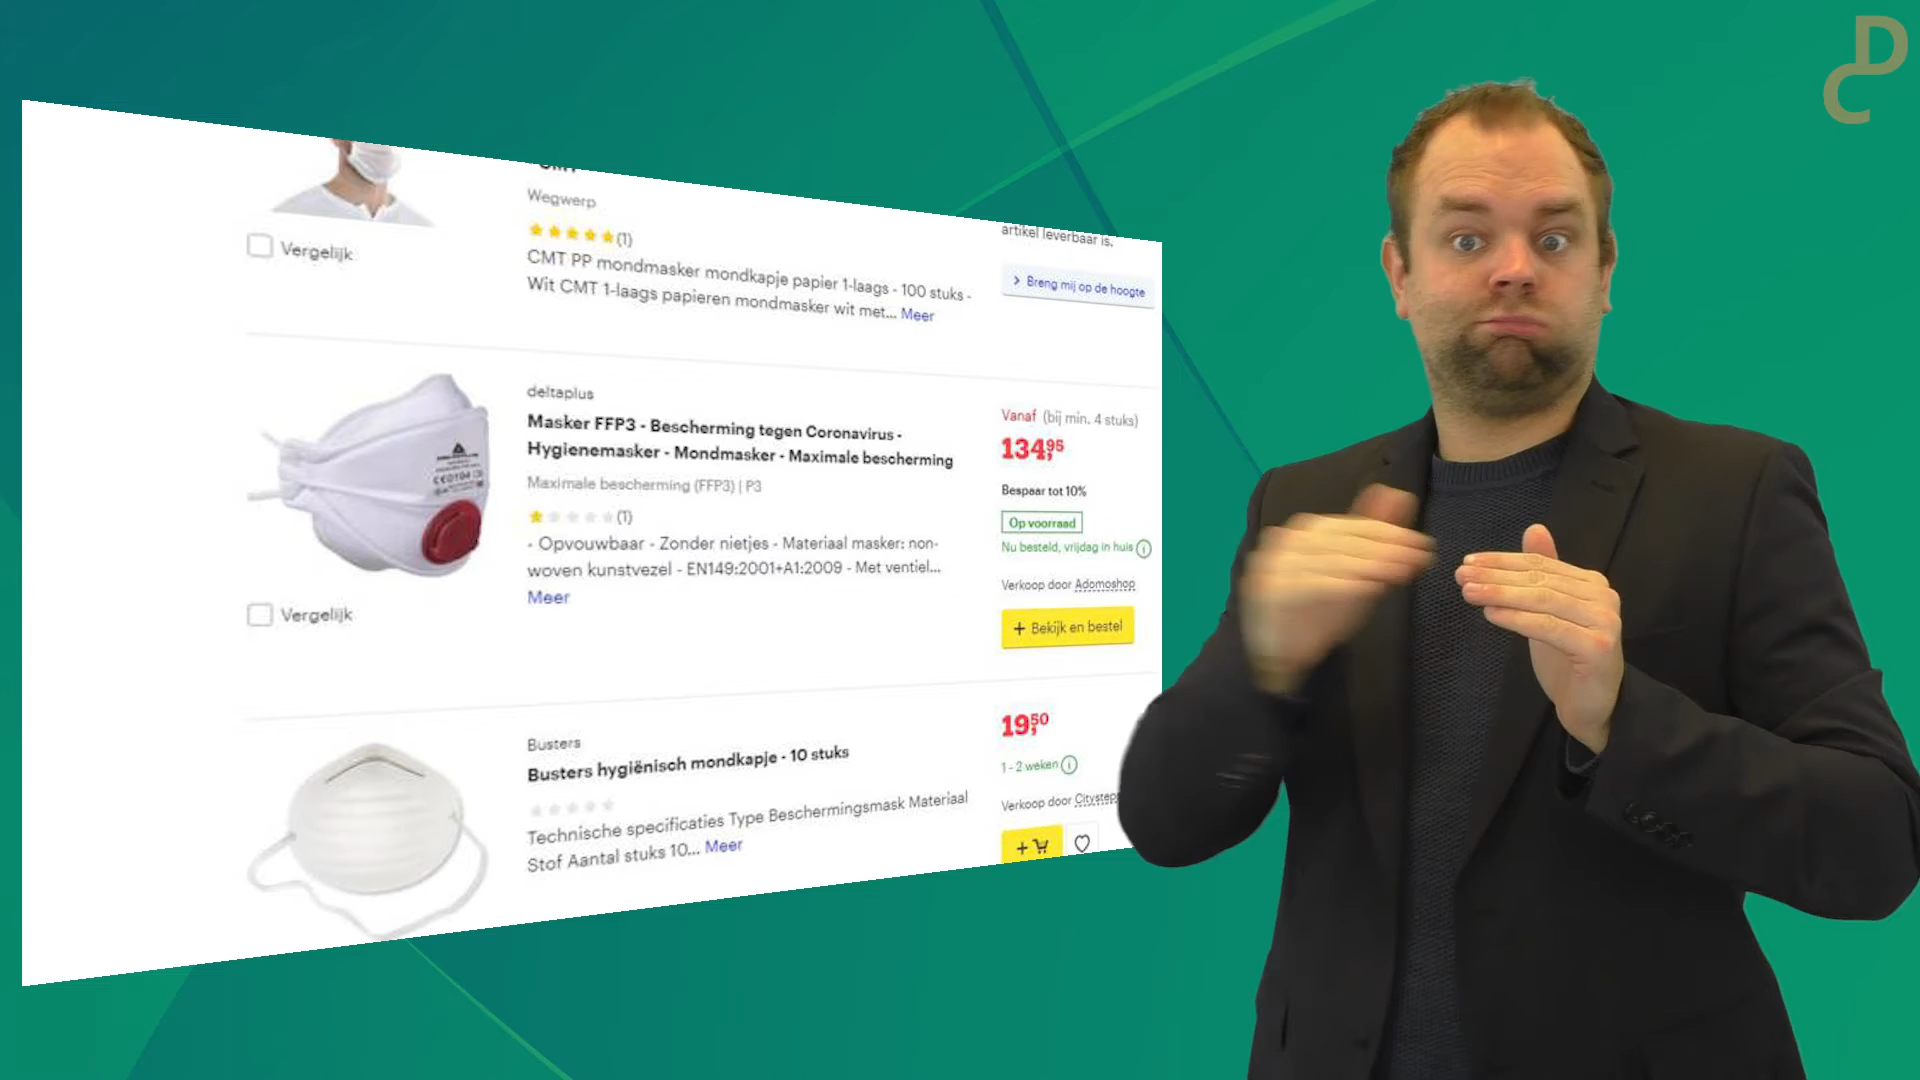 Wegwerp
(1)
CMT PP mondmasker mondkapje papier 1-laags - 100 stuks -
Wit CMT 1-laags papieren mondmasker wit met... Meer
Vergelijk
artikel leverbaar is.
> Breng mij op de hoogte
deltaplus
Masker FFP3 - Bescherming tegen Coronavirus -
Hygienemasker - Mondmasker - Maximale bescherming
Maximale bescherming (FFP3) | P3
(1)
- Opvouwbaar - Zonder nietjes - Materiaal masker: non-
woven kunstvezel - EN149:2001+A1:2009 - Met ventiel...
Meer
Vergelijk
Vanaf (bij min. 4 stuks)
134,95
Bespaar tot 10%
Op voorraad
Nu besteld, vrijdag in huis
Verkoop door Adomoshop
+ Bekijk en bestel
Busters
Busters hygiënisch mondkapje - 10 stuks
Technische specificaties Type Beschermingsmask Materiaal
Stof Aantal stuks 10... Meer
19,50
1 - 2 weken
Verkoop door
+
DC